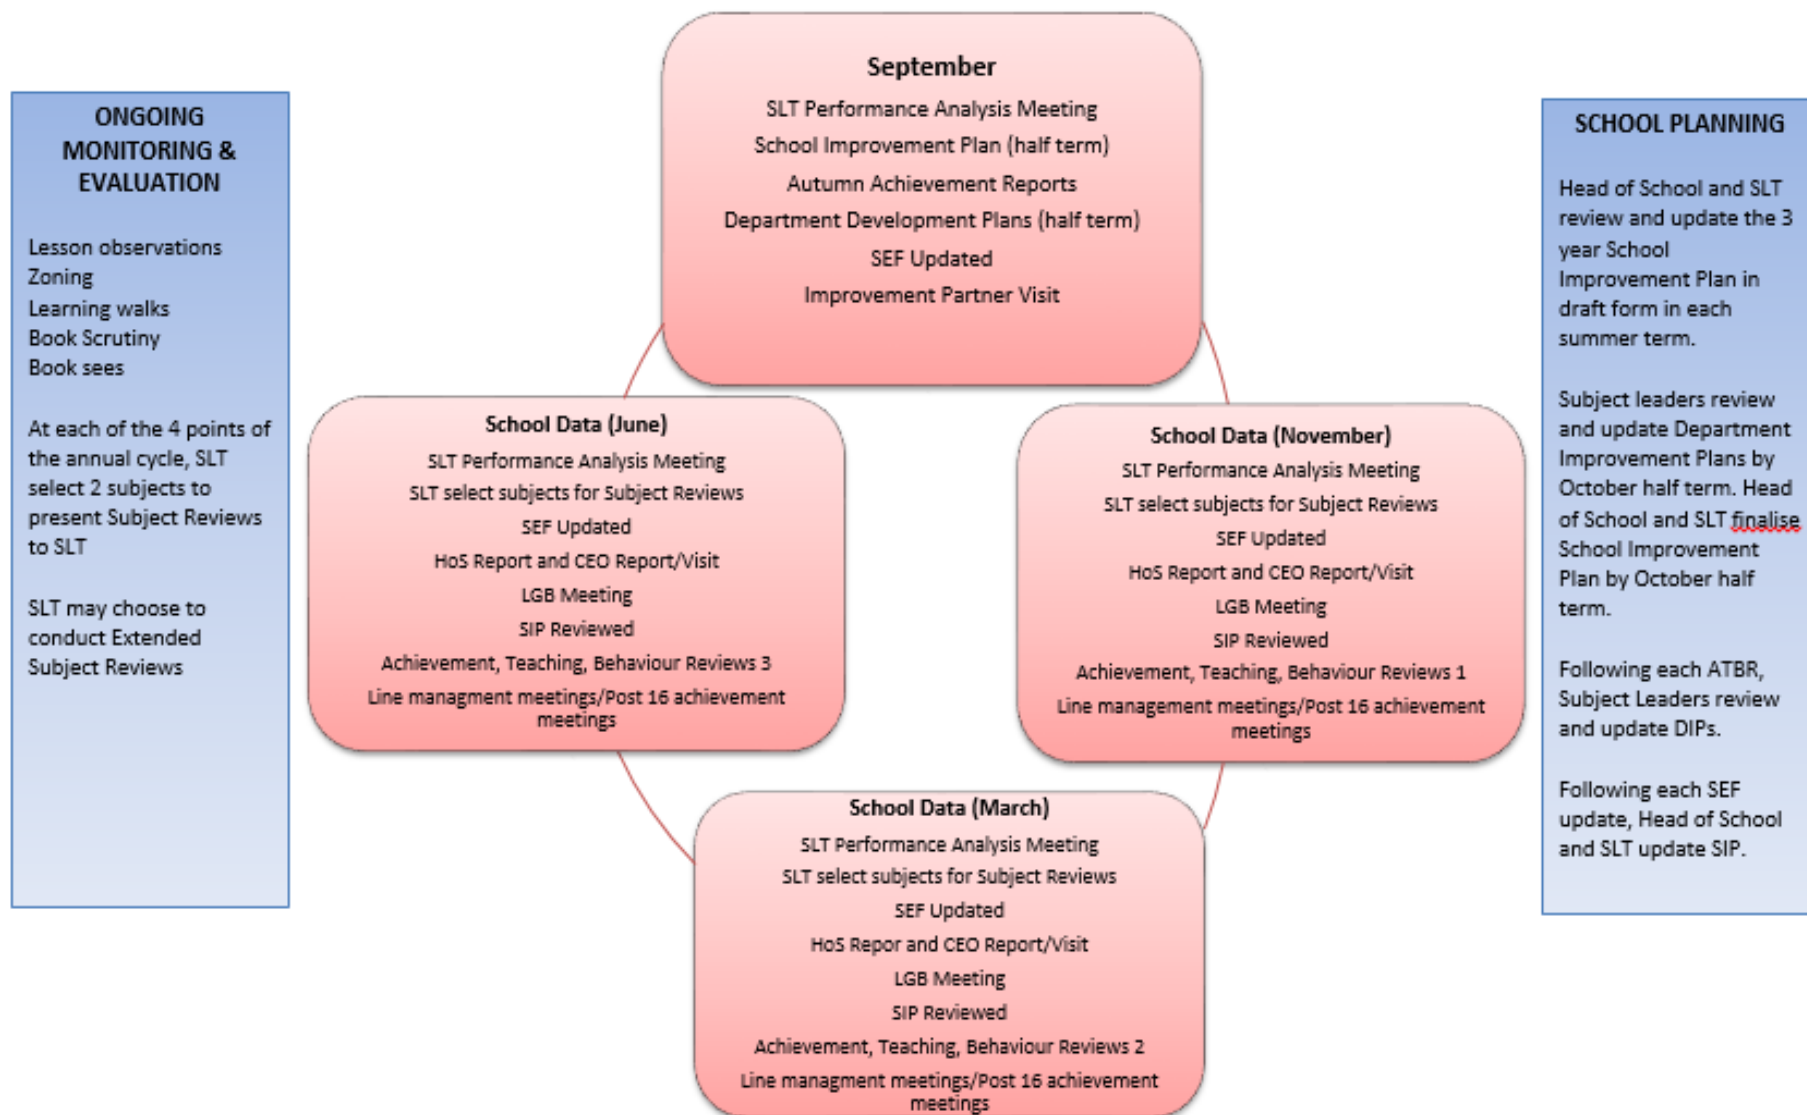 September
SLT Performance Analysis Meeting
School Improvement Plan (half term)
Autumn Achievement Reports
Department Development Plans (half term)
SEF Updated
Improvement Partner Visit
ONGOING
MONITORING &
EVALUATION
Lesson observations
Zoning
Learning walks
Book Scrutiny
Book sees
At each of the 4 points of
the annual cycle, SLT
select 2 subjects to
present Subject Reviews
to SLT
SLT may choose to
conduct Extended
Subject Reviews
School Data (June)
SLT Performance Analysis Meeting
SLT select subjects for Subject Reviews
SEF Updated
HoS Report and CEO Report/Visit
LGB Meeting
SIP Reviewed
Achievement, Teaching, Behaviour Reviews 3
Line managment meetings/Post 16 achievement
meetings
School Data (November)
SLT Performance Analysis Meeting
SLT select subjects for Subject Reviews
SEF Updated
HoS Report and CEO Report/Visit
LGB Meeting
SIP Reviewed
Achievement, Teaching, Behaviour Reviews 1
Line management meetings/Post 16 achievement
meetings
School Data (March)
SLT Performance Analysis Meeting
SLT select subjects for Subject Reviews
SEF Updated
HoS Repor and CEO Report/Visit
LGB Meeting
SIP Reviewed
Achievement, Teaching, Behaviour Reviews 2
Line managment meetings/Post 16 achievement
meetings
SCHOOL PLANNING
Head of School and SLT
review and update the 3
year School
Improvement Plan in
draft form in each
summer term.
Subject leaders review
and update Department
Improvement Plans by
October half term. Head
of School and SLT finalise
School Improvement
Plan by October half
term.
Following each ATBR,
Subject Leaders review
and update DIPs.
Following each SEF
update, Head of School
and SLT update SIP.